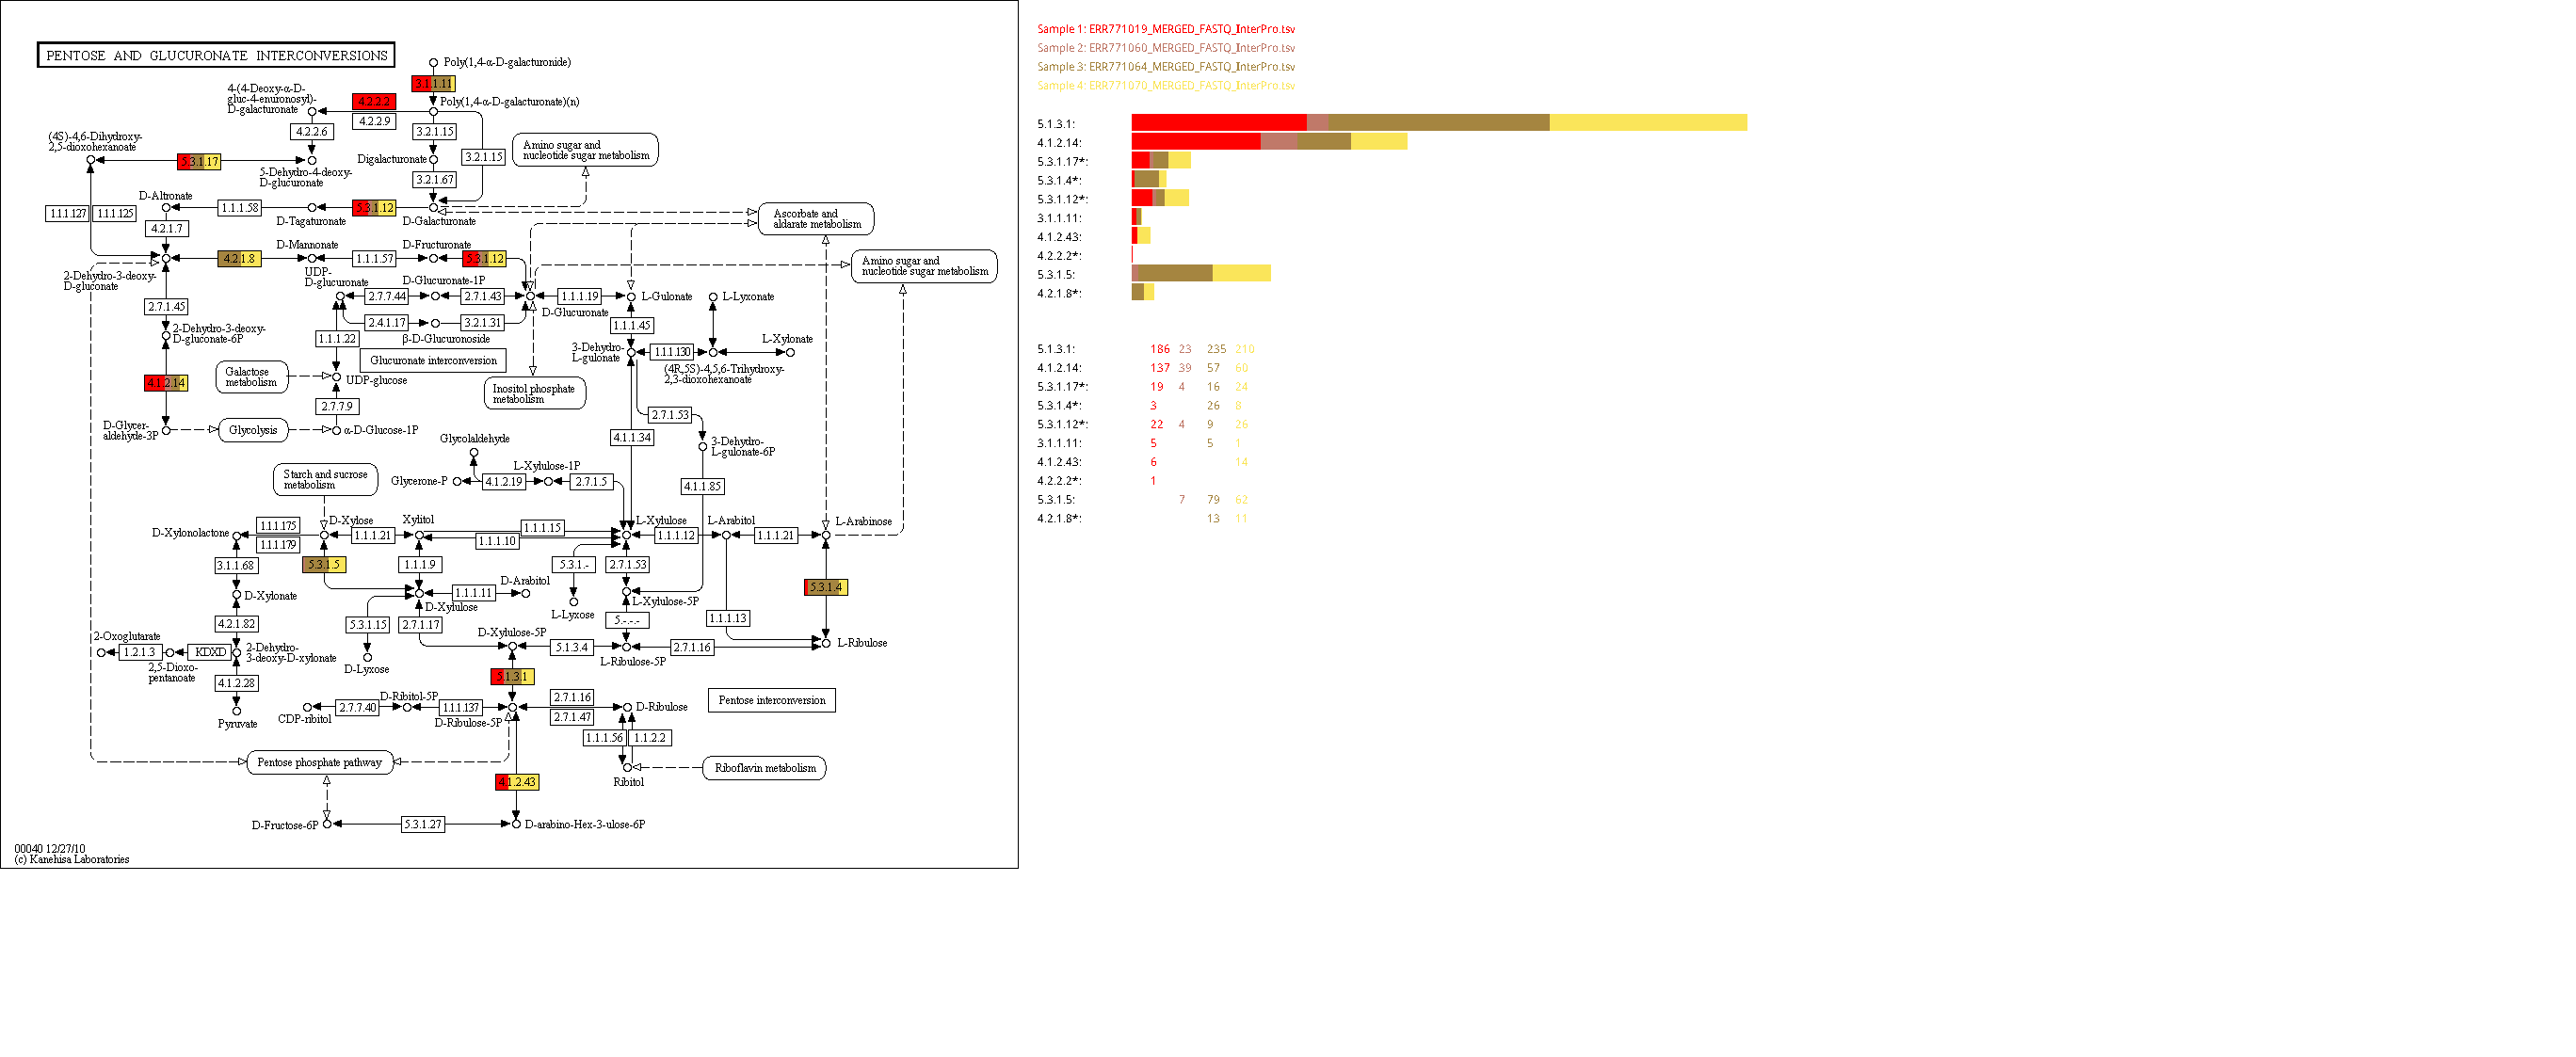 PENTOSE AND GLUCURONATE INTERCONVERSIONS
Poly(1,4-α-D-galacturonide)
3.1.1.11
4-(4-Deoxy-α-D-
gluc-4-enuronosyl)-
D-galacturonate
4.2.2.2
4.2.2.9
Poly(1,4-α-D-galacturonate)(n)
4.2.2.6
3.2.1.15
3.2.1.15
Amino sugar and
nucleotide sugar metabolism
(4S)-4,6-Dihydroxy-
2,5-dioxohexanoate
5.3.1.17
Digalacturonate
5-Dehydro-4-deoxy-
D-glucuronate
3.2.1.67
D-Altronate
1.1.1.127
1.1.1.125
1.1.1.58
D-Tagaturonate
5.3.1.12
D-Galacturonate
Ascorbate and
aldarate metabolism
4.2.1.7
D-Mannonate
D-Fructuronate
4.2.1.8
1.1.1.57
5.3.1.12
Amino sugar and
nucleotide sugar metabolism
2-Dehydro-3-deoxy-
D-gluconate
UDP-
D-glucuronate
D-Glucuronate-1P
2.7.7.44
2.7.1.43
1.1.1.19
L-Gulonate
L-Lyxonate
2.7.1.45
D-Glucuronate
2.4.1.17
3.2.1.31
1.1.1.45
2-Dehydro-3-deoxy-
D-gluconate-6P
1.1.1.22
β-D-Glucuronoside
L-Xylonate
Glucuronate interconversion
3-Dehydro-
L-gulonate
1.1.1.130
(4R,5S)-4,5,6-Trihydroxy-
2,3-dioxohexanoate
Galactose
metabolism
UDP-glucose
4.1.2.14
Inositol phosphate
metabolism
2.7.7.9
2.7.1.53
D-Glycer-
aldehyde-3P
Glycolysis
α-D-Glucose-1P
Glycolaldehyde
4.1.1.34
3-Dehydro-
L-gulonate-6P
L-Xylulose-1P
Starch and sucrose
metabolism
Glycerone-P
4.1.2.19
2.7.1.5
4.1.1.85
1.1.1.175
D-Xylose
Xylitol
1.1.1.15
L-Xylulose
L-Arabitol
L-Arabinose
D-Xylonolactone
1.1.1.179
1.1.1.21
1.1.1.10
1.1.1.12
1.1.1.21
3.1.1.68
5.3.1.5
1.1.1.9
5.3.1.-
2.7.1.53
D-Arabitol
1.1.1.11
5.3.1.4
D-Xylonate
D-Xylulose
L-Lyxose
L-Xylulose-5P
4.2.1.82
5.3.1.15
2.7.1.17
5.-.-.-
1.1.1.13
2-Oxoglutarate
D-Xylulose-5P
1.2.1.3
KDXD
2-Dehydro-
3-deoxy-D-xylonate
5.1.3.4
2.7.1.16
L-Ribulose
2,5-Dioxo-
pentanoate
D-Lyxose
L-Ribulose-5P
4.1.2.28
5.1.3.1
D-Ribitol-5P
2.7.1.16
Pentose interconversion
Pyruvate
CDP-ribitol
2.7.7.40
1.1.1.137
D-Ribulose-5P
2.7.1.47
D-Ribulose
1.1.1.56
1.1.2.2
Pentose phosphate pathway
Riboflavin metabolism
Ribitol
4.1.2.43
D-Fructose-6P
5.3.1.27
D-arabino-Hex-3-ulose-6P
00040 12/27/10
(c) Kanehisa Laboratories
Sample 1: ERR771019_MERGED_FASTQ_InterPro.tsv
Sample 2: ERR771060_MERGED_FASTQ_InterPro.tsv
Sample 3: ERR771064_MERGED_FASTQ_InterPro.tsv
Sample 4: ERR771070_MERGED_FASTQ_InterPro.tsv
5.1.3.1:
4.1.2.14:
5.3.1.17*:
5.3.1.4*:
5.3.1.12*:
3.1.1.11:
4.1.2.43:
4.2.2.2*:
5.3.1.5:
4.2.1.8*:
5.1.3.1: 186 23 235 210
4.1.2.14: 137 39 57 60
5.3.1.17*: 19 4 16 24
5.3.1.4*: 3 26 8
5.3.1.12*: 22 4 9 26
3.1.1.11: 5 5 1
4.1.2.43: 6 14
4.2.2.2*: 1
5.3.1.5: 7 79 62
4.2.1.8*: 13 11